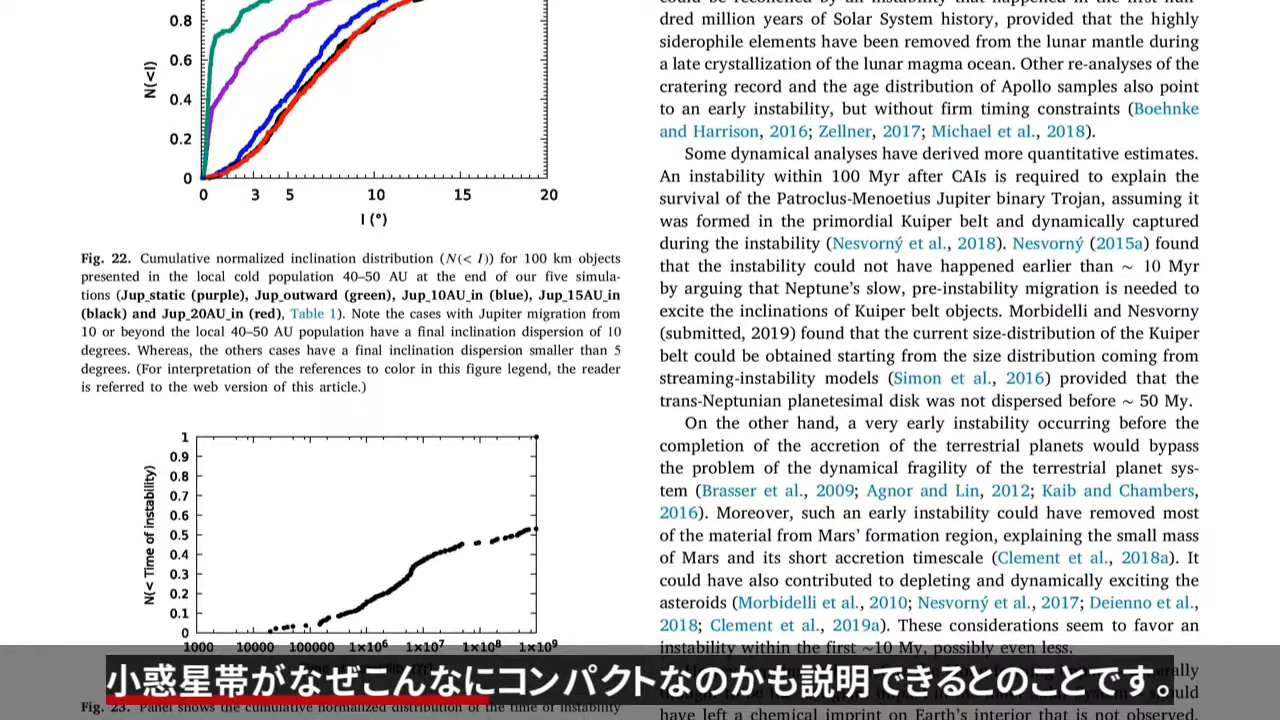 could be reconciled by an instability that happened in the first hun-
dred million years of Solar System history, provided that the highly
siderophile elements have been removed from the lunar mantle during
a late crystallization of the lunar magma ocean. Other re-analyses of the
cratering record and the age distribution of Apollo samples also point
to an early instability, but without firm timing constraints (Boehnke
and Harrison, 2016; Zellner, 2017; Michael et al., 2018).
Some dynamical analyses have derived more quantitative estimates.
An instability within 100 Myr after CAIs is required to explain the
survival of the Patroclus-Menoetius Jupiter binary Trojan, assuming it
was formed in the primordial Kuiper belt and dynamically captured
during the instability (Nesvorný et al., 2018). Nesvorný (2015a) found
that the instability could not have happened earlier than ~ 10 Myr
by arguing that Neptune's slow, pre-instability migration is needed to
excite the inclinations of Kuiper belt objects. Morbidelli and Nesvorny
(submitted, 2019) found that the current size-distribution of the Kuiper
belt could be obtained starting from the size distribution coming from
streaming-instability models (Simon et al., 2016) provided that the
trans-Neptunian planetesimal disk was not dispersed before ~ 50 My.
On the other hand, a very early instability occurring before the
completion of the accretion of the terrestrial planets would bypass
the problem of the dynamical fragility of the terrestrial planet sys-
tem (Brasser et al., 2009; Agnor and Lin, 2012; Kaib and Chambers,
2016). Moreover, such an early instability could have removed most
of the material from Mars' formation region, explaining the small mass
of Mars and its short accretion timescale (Clement et al., 2018a). It
could have also contributed to depleting and dynamically exciting the
asteroids (Morbidelli et al., 2010; Nesvorný et al., 2017; Deienno et al.,
2018; Clement et al., 2019a). These considerations seem to favor an
instability within the first ~10 My, possibly even less.
have left a chemical imprint on Earth's interior that is not observed,
0.8
0.6
0.4
0.2
0
N(<I)
0 3 5 10 15 20
I (°)
Fig. 22. Cumulative normalized inclination distribution (N(< I)) for 100 km objects
presented in the local cold population 40–50 AU at the end of our five simula-
tions (Jup_static (purple), Jup_outward (green), Jup_10AU_in (blue), Jup_15AU_in
(black) and Jup_20AU_in (red), Table 1). Note the cases with Jupiter migration from
10 or beyond the local 40–50 AU population have a final inclination dispersion of 10
degrees. Whereas, the others cases have a final inclination dispersion smaller than 5
degrees. (For interpretation of the references to color in this figure legend, the reader
is referred to the web version of this article.)
1
0.9
0.8
0.7
0.6
0.5
0.4
0.3
0.2
0.1
0
N(< Time of instability)
1000 10000 100000 1×10⁶ 1×10⁷ 1×10⁸ 1×10⁹
Fig. 23. Panel shows the cumulative normalized distribution of the time of instability
小惑星帯がなぜこんなにコンパクトなのかも説明できるとのことです。